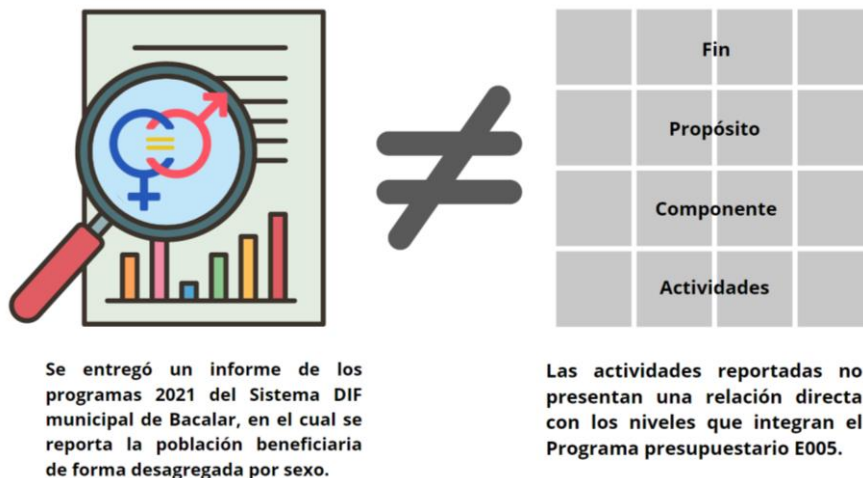 Fin
Propósito
Componente
Actividades
Se entregó un informe de los
programas 2021 del Sistema DIF
municipal de Bacalar, en el cual se
reporta la población beneficiaria
de forma desagregada por sexo.
Las actividades reportadas no
presentan una relación directa
con los niveles que integran el
Programa presupuestario E005.